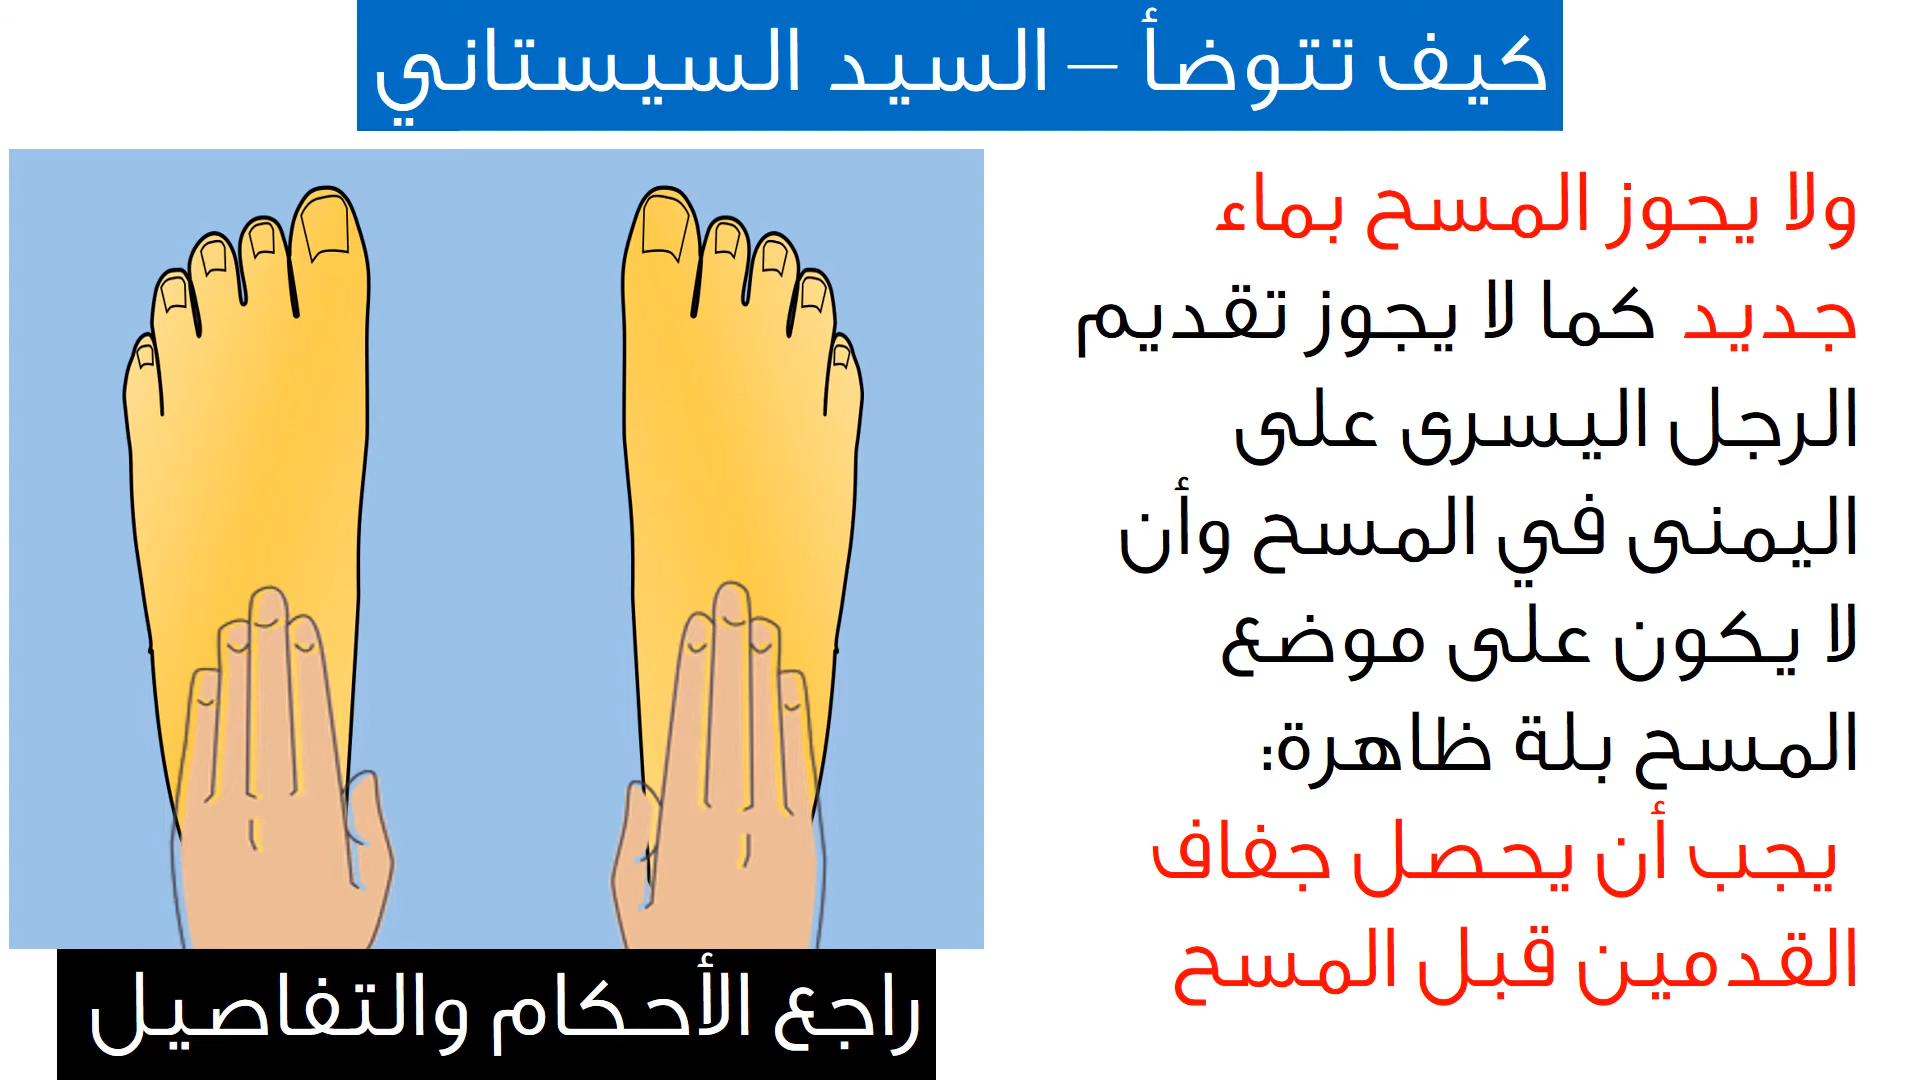 كيف تتوضأ – السيد السيستاني
ولا يجوز المسح بماء
جديد كما لا يجوز تقديم
الرجل اليسرى على
اليمنى في المسح وأن
لا يكون على موضع
المسح بلة ظاهرة:
يجب أن يحصل جفاف
القدمين قبل المسح
راجع الأحكام والتفاصيل